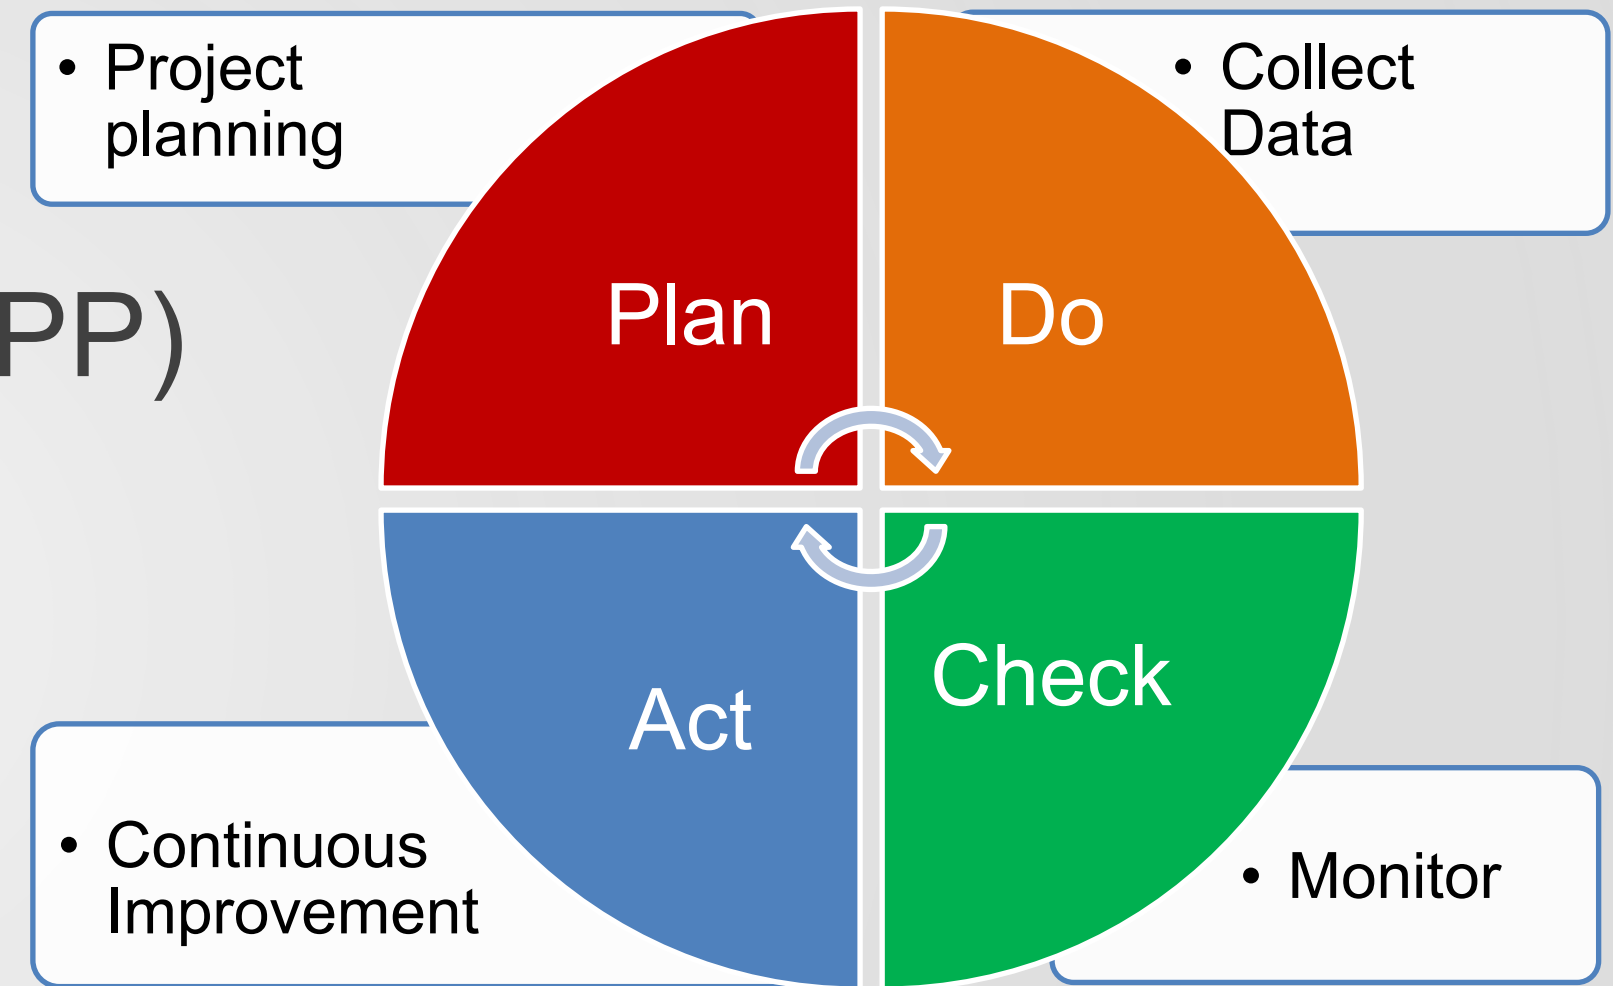 • Project
planning
• Collect
Data
PP)
Plan
Do
Act
Check
• Continuous
Improvement
• Monitor